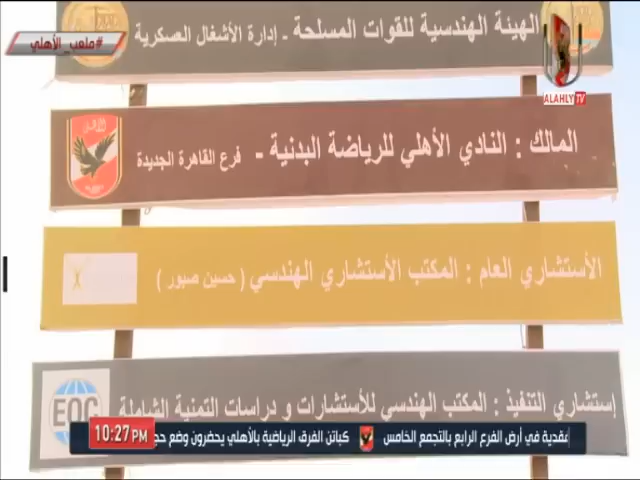 الهيئة الهندسية للقوات المسلحة - إدارة الأشغال العسكرية
#ملعب_الأهلي
ALAHLY TV
المالك : النادي الأهلي للرياضة البدنية - فرع القاهرة الجديدة
الأستشاري العام : المكتب الأستشاري الهندسي ( حسين صبور )
إستشاري التنفيذ : المكتب الهندسي للأستشارات و دراسات التمنية الشاملة
EQC
عقدية في أرض الفرع الرابع بالتجمع الخامس
كباتن الفرق الرياضية بالأهلي يحضرون وضع حج
10:27 PM